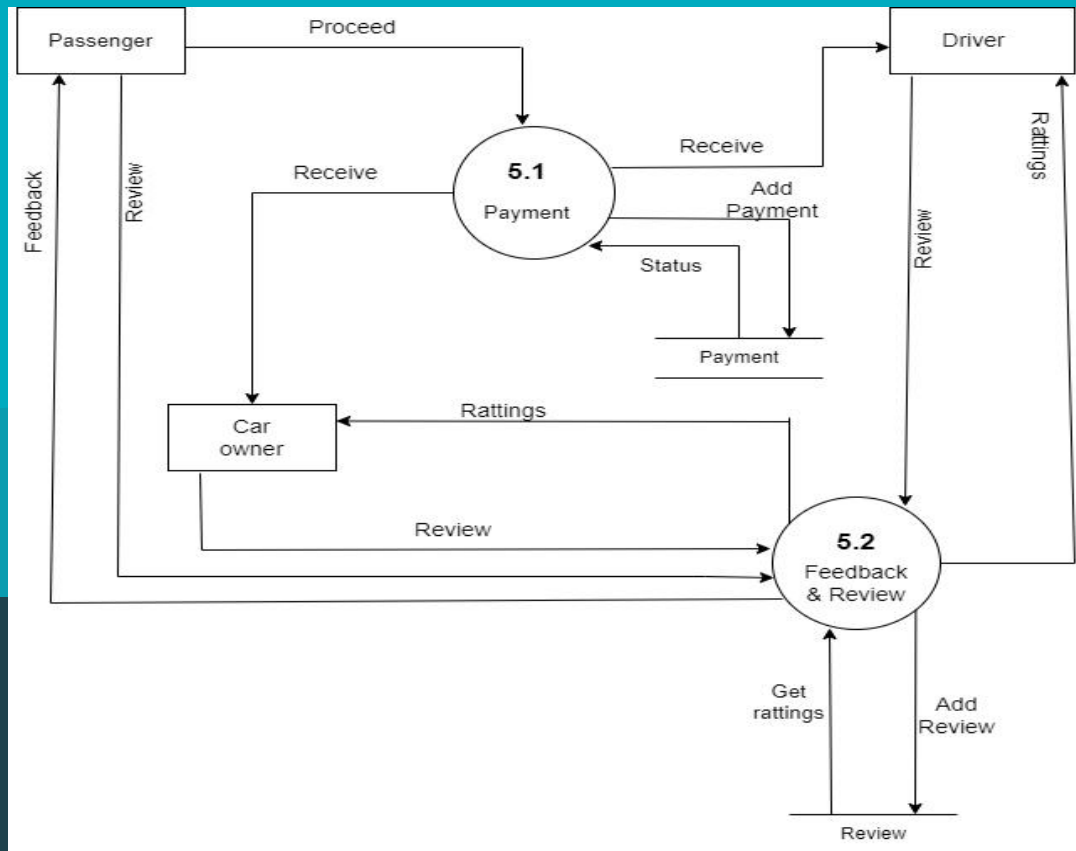 Passenger
Proceed
Driver
5.1
Payment
Receive
Receive
Add
Payment
Status
Payment
Feedback
Review
Review
Rattings
Car
owner
Rattings
Review
5.2
Feedback
& Review
Get
rattings
Add
Review
Review